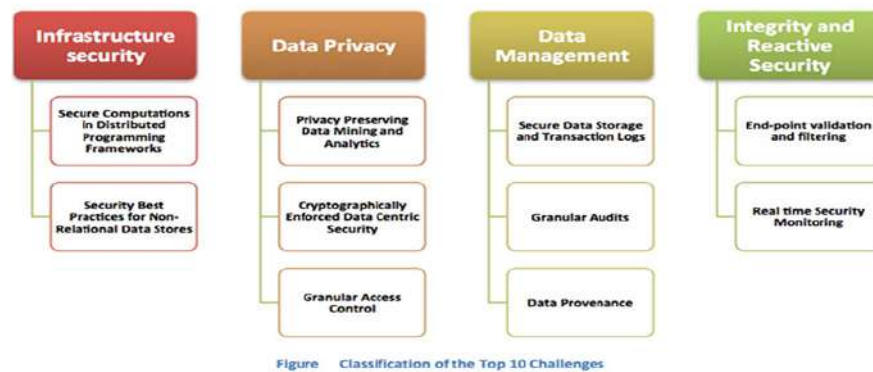 Infrastructure
security
Secure Computations
in Distributed
Programming
Frameworks
Security Best
Practices for Non-
Relational Data Stores
Data Privacy
Privacy Preserving
Data Mining and
Analytics
Cryptographically
Enforced Data Centric
Security
Granular Access
Control
Data
Management
Secure Data Storage
and Transaction Logs
Granular Audits
Data Provenance
Integrity and
Reactive
Security
End-point validation
and filtering
Real time Security
Monitoring
Figure Classification of the Top 10 Challenges